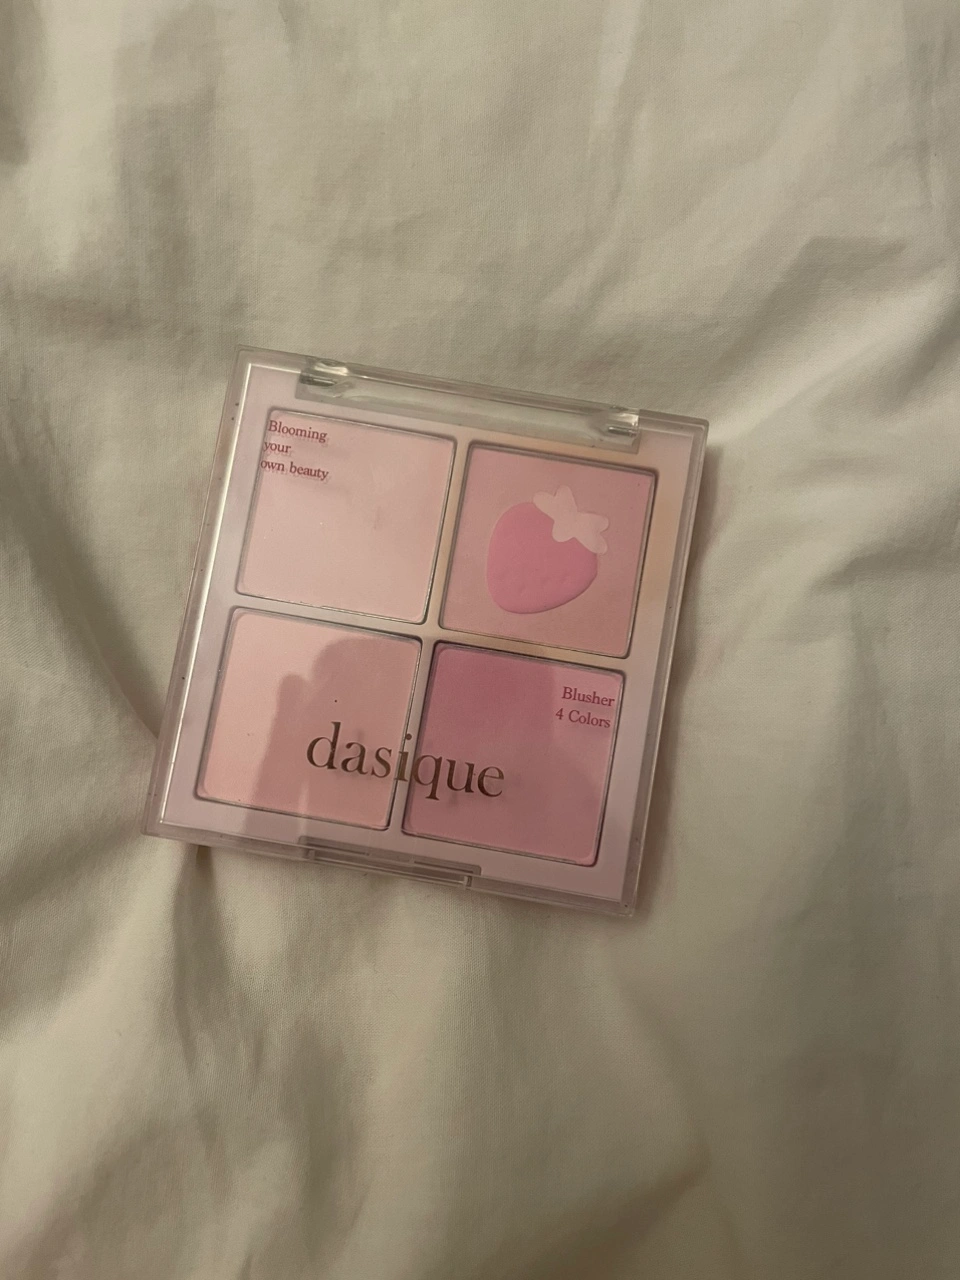 Blooming
your
own beauty
Blusher
4 Colors
dasique